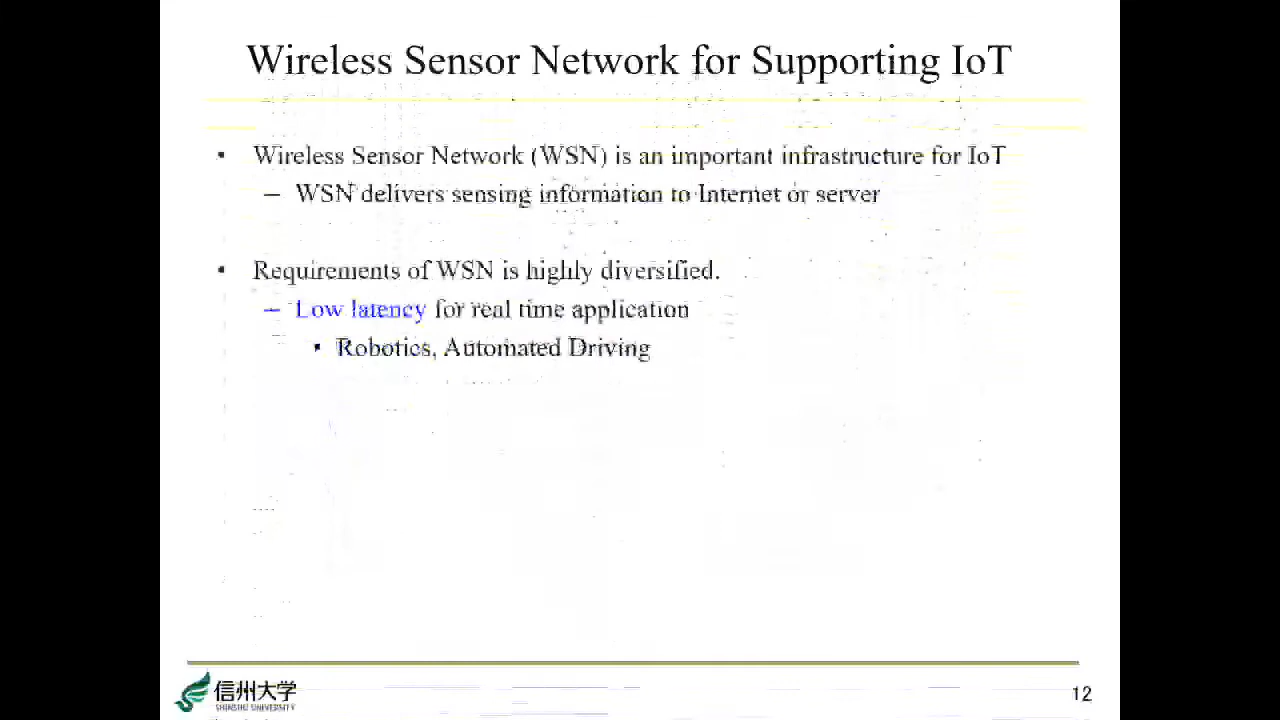 Wireless Sensor Network for Supporting IoT
• Wireless Sensor Network (WSN) is an important infrastructure for IoT
– WSN delivers sensing information to Internet or server
• Requirements of WSN is highly diversified.
– Low latency for real time application
• Robotics, Automated Driving
信州大学
SHINSHU UNIVERSITY
12